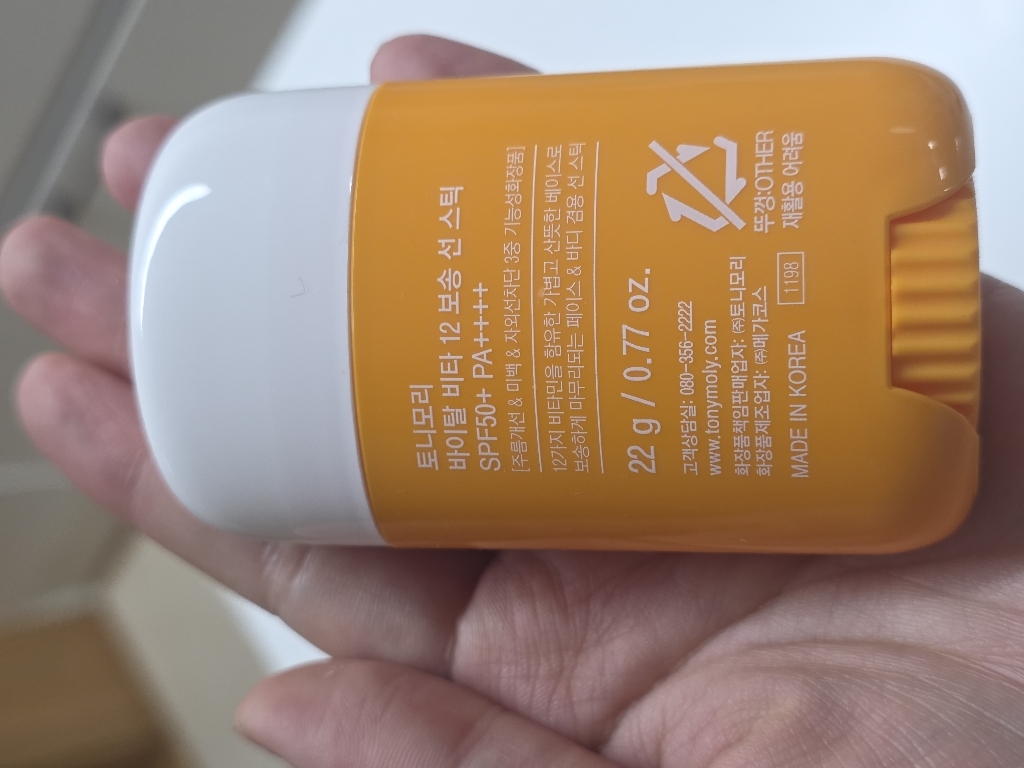 토니모리
바이탈 비타 12 보송 선 스틱
SPF50+ PA++++
[주름개선 & 미백 & 자외선차단 3중 기능성화장품]
12가지 비타민을 함유한 가볍고 산뜻한 베이스로
보송하게 마무리되는 페이스 & 바디 겸용 선 스틱
22 g / 0.77 oz.
고객상담실: 080-356-2222
www.tonymoly.com
화장품책임판매업자: ㈜토니모리
화장품제조업자: ㈜메가코스
MADE IN KOREA
1198
뚜껑:OTHER
재활용 어려움